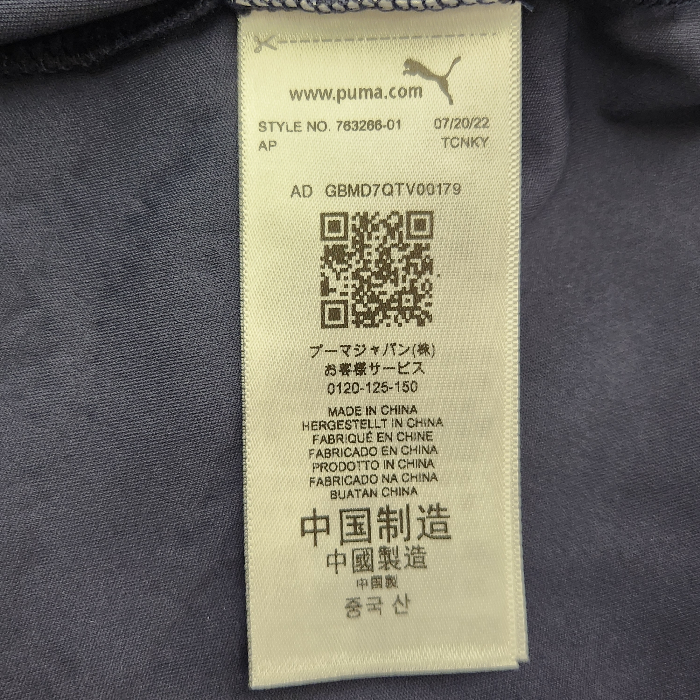 www.puma.com
STYLE NO. 763266-01 07/20/22
AP TCNKY
AD GBMD7QTV00179
プーマジャパン(株)
お客様サービス
0120-125-150
MADE IN CHINA
HERGESTELLT IN CHINA
FABRIQUÉ EN CHINE
FABRICADO EN CHINA
PRODOTTO IN CHINA
FABRICADO NA CHINA
BUATAN CHINA
中国制造
中國製造
中国製
중국 산